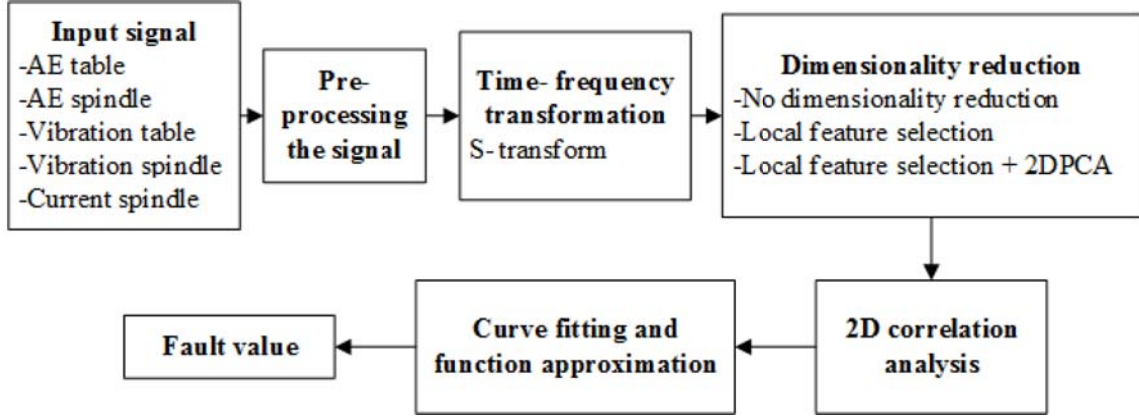 Input signal
-AE table
-AE spindle
-Vibration table
-Vibration spindle
-Current spindle
Pre-
processing
the signal
Time- frequency
transformation
S- transform
Dimensionality reduction
-No dimensionality reduction
-Local feature selection
-Local feature selection + 2DPCA
2D correlation
analysis
Curve fitting and
function approximation
Fault value